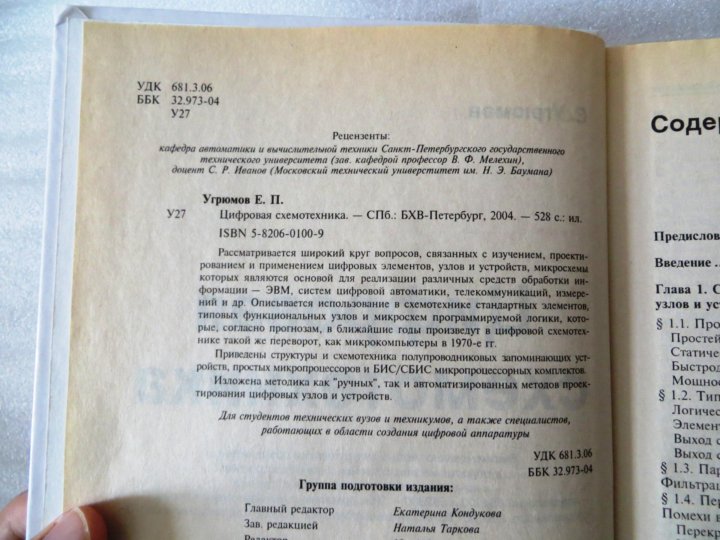 УДК 681.3.06
ББК 32.973-04
У27
Рецензенты:
кафедра автоматики и вычислительной техники Санкт-Петербургского государственного
технического университета (зав. кафедрой профессор В. Ф. Мелехин),
доцент С. Р. Иванов (Московский технический университет им. Н. Э. Баумана)
Угрюмов Е. П.
У27 Цифровая схемотехника. — СПб.: БХВ-Петербург, 2004. — 528 с.: ил.
ISBN 5-8206-0100-9
Рассматривается широкий круг вопросов, связанных с изучением, проекти-
рованием и применением цифровых элементов, узлов и устройств, микросхемы
которых являются основой для реализации различных средств обработки ин-
формации — ЭВМ, систем цифровой автоматики, телекоммуникаций, измере-
ний и др. Описывается использование в схемотехнике стандартных элементов,
типовых функциональных узлов и микросхем программируемой логики, кото-
рые, согласно прогнозам, в ближайшие годы произведут в цифровой схемотех-
нике такой же переворот, как микрокомпьютеры в 1970-е гг.
Приведены структуры и схемотехника полупроводниковых запоминающих уст-
ройств, простых микропроцессоров и БИС/СБИС микропроцессорных комплектов.
Изложена методика как "ручных", так и автоматизированных методов проек-
тирования цифровых узлов и устройств.
Для студентов технических вузов и техникумов, а также специалистов,
работающих в области создания цифровой аппаратуры
УДК 681.3.06
ББК 32.973-04
Группа подготовки издания:
Главный редактор Екатерина Кондукова
Зав. редакцией Наталья Таркова
Редактор
Содер
Предислов
Введение ..
Глава 1. С
узлов и ус
§ 1.1. Про
Простей
Статиче
Быстрод
Мощнос
§ 1.2. Тип
Логичес
Элемент
Выход с
Выход с
§ 1.3. Пар
Фильтрац
§ 1.4. Пер
Помехи в
Перекр